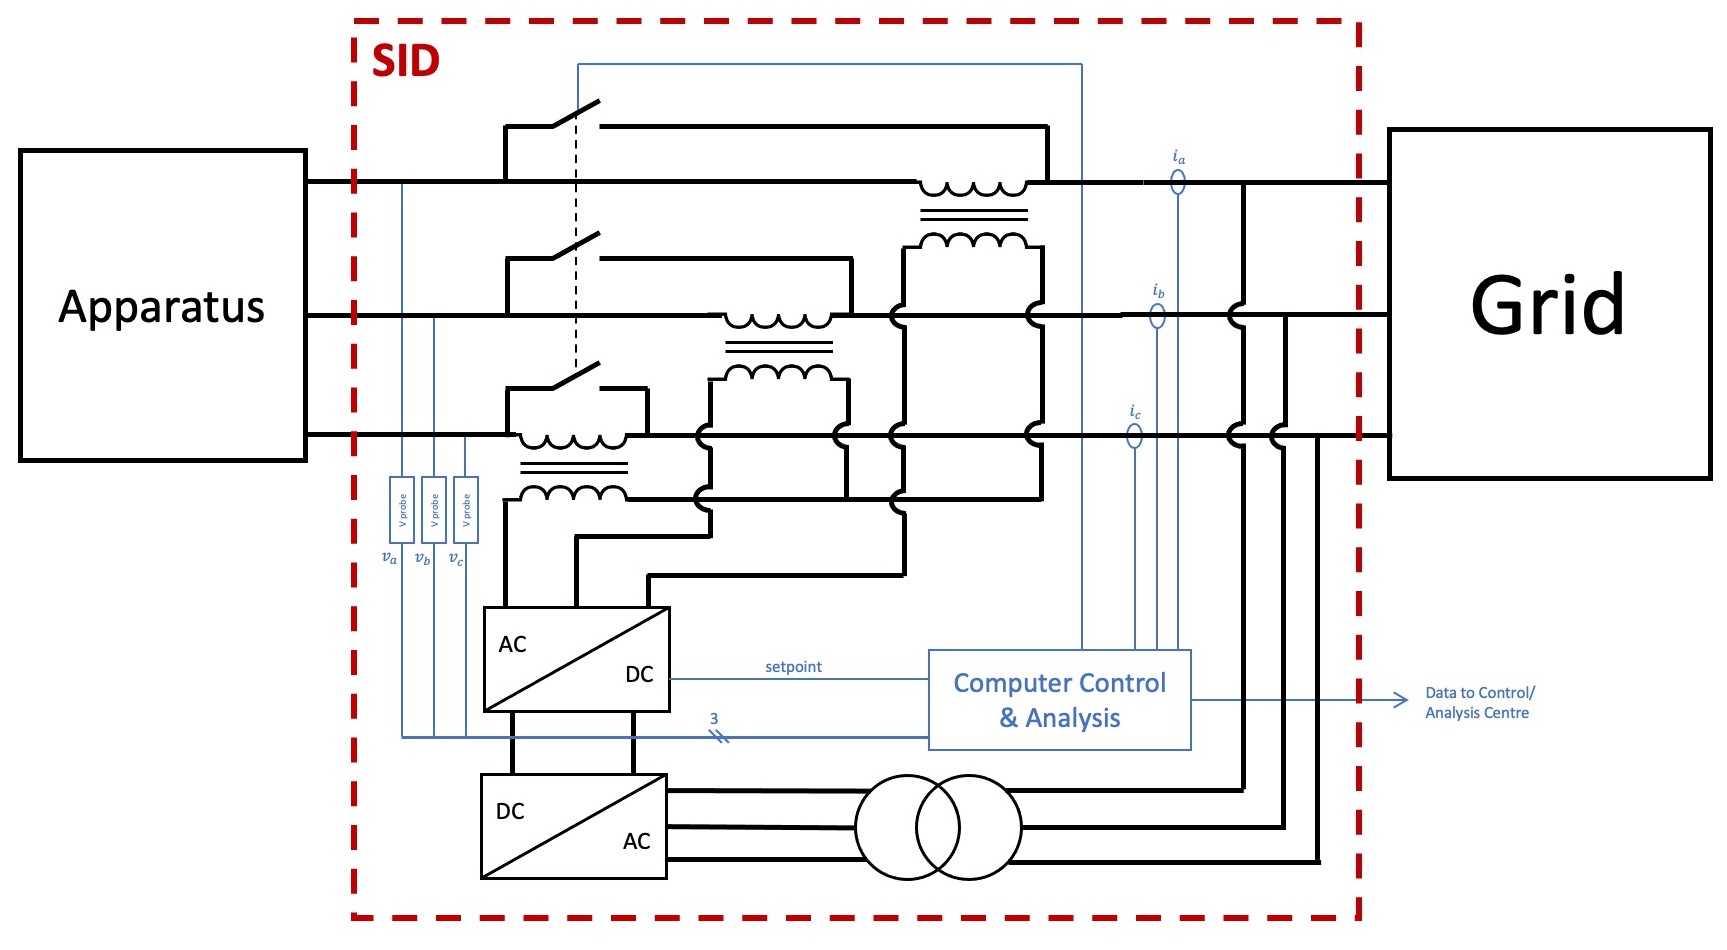 SID
Apparatus
Grid
i_a
i_b
i_c
V probe
V probe
V probe
v_a
v_b
v_c
AC
DC
setpoint
Computer Control
& Analysis
Data to Control/
Analysis Centre
3
DC
AC